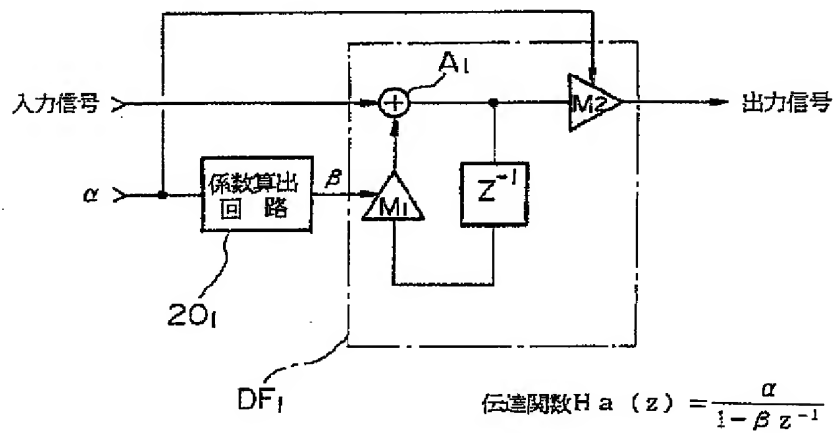 A1
入力信号
M2
出力信号
α
係数算出
回 路
β
M1
Z⁻¹
20₁
DF₁
伝達関数Ha(z)=α/(1-βz⁻¹)